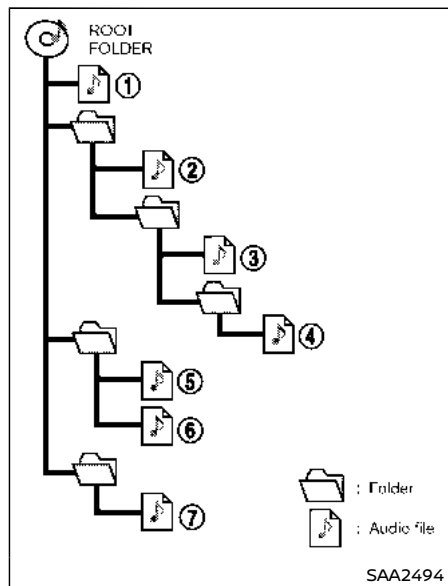 ROOT
FOLDER
1
2
3
4
5
6
7
: Folder
: Audio file
SAA2494